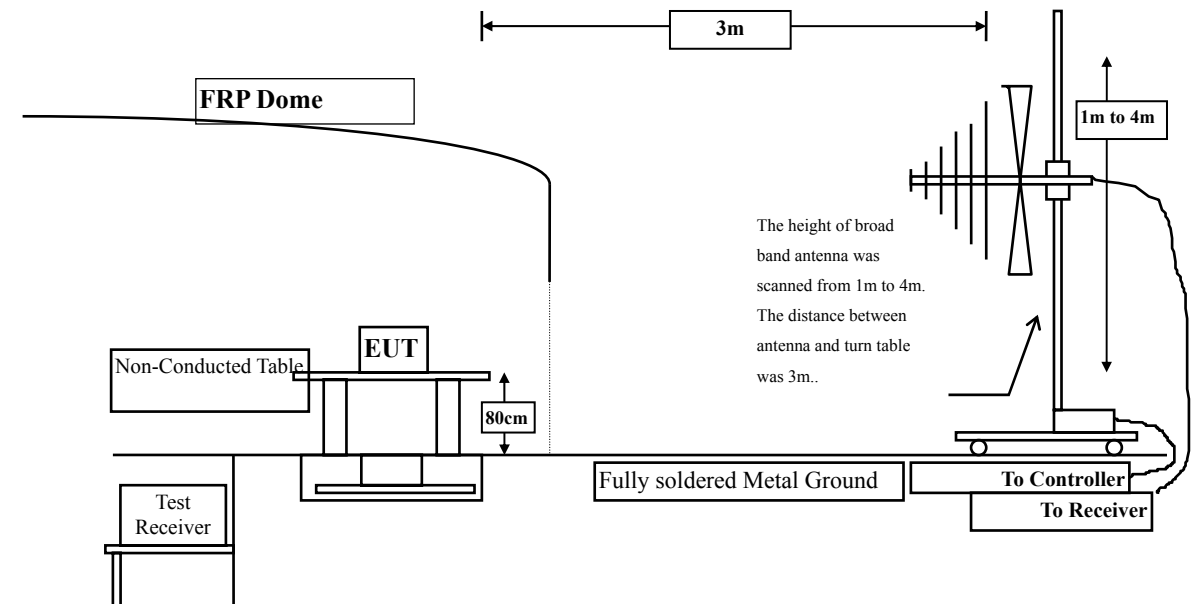 3m
FRP Dome
1m to 4m
The height of broad
band antenna was
scanned from 1m to 4m.
The distance between
antenna and turn table
was 3m..
EUT
Non-Conducted Table
80cm
Fully soldered Metal Ground
To Controller
To Receiver
Test
Receiver